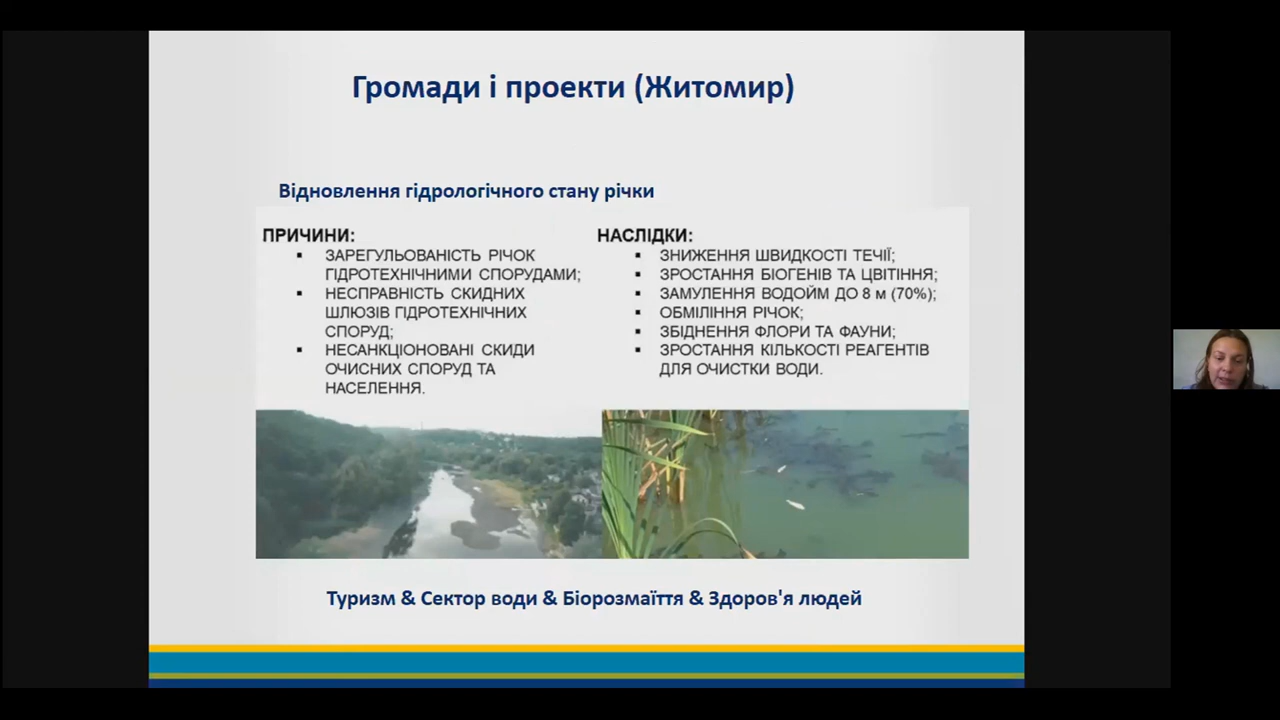 Громади і проекти (Житомир)
Відновлення гідрологічного стану річки
ПРИЧИНИ:
▪ ЗАРЕГУЛЬОВАНІСТЬ РІЧОК
ГІДРОТЕХНІЧНИМИ СПОРУДАМИ;
▪ НЕСПРАВНІСТЬ СКИДНИХ
ШЛЮЗІВ ГІДРОТЕХНІЧНИХ
СПОРУД;
▪ НЕСАНКЦІОНОВАНІ СКИДИ
ОЧИСНИХ СПОРУД ТА
НАСЕЛЕННЯ.
НАСЛІДКИ:
▪ ЗНИЖЕННЯ ШВИДКОСТІ ТЕЧІЇ;
▪ ЗРОСТАННЯ БІОГЕНІВ ТА ЦВІТІННЯ;
▪ ЗАМУЛЕННЯ ВОДОЙМ ДО 8 м (70%);
▪ ОБМІЛІННЯ РІЧОК;
▪ ЗБІДНЕННЯ ФЛОРИ ТА ФАУНИ;
▪ ЗРОСТАННЯ КІЛЬКОСТІ РЕАГЕНТІВ
ДЛЯ ОЧИСТКИ ВОДИ.
Туризм & Сектор води & Біорозмаїття & Здоров'я людей